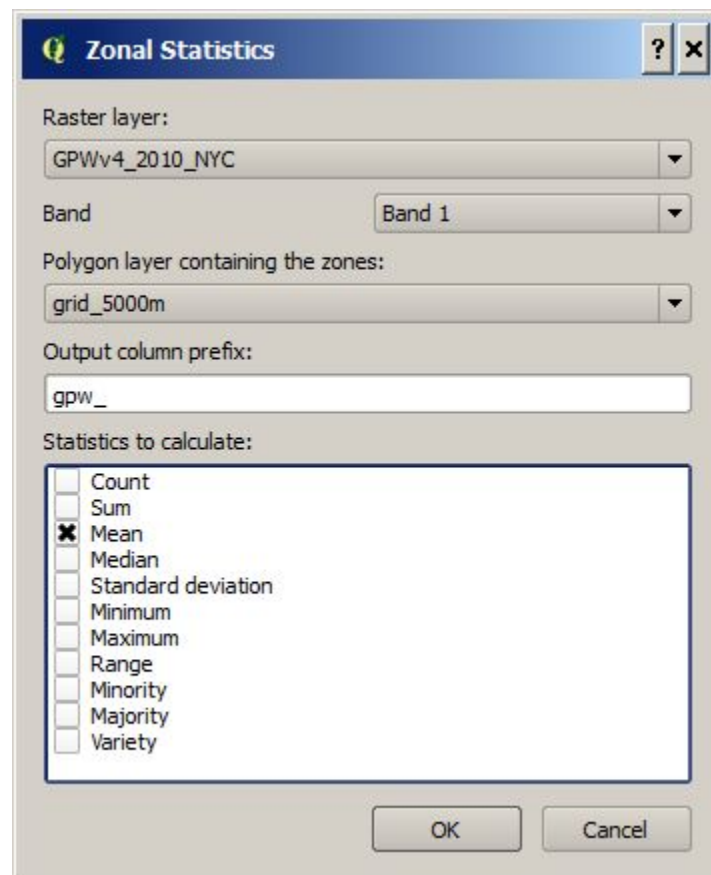 Zonal Statistics
Raster layer:
GPWv4_2010_NYC
Band
Band 1
Polygon layer containing the zones:
grid_5000m
Output column prefix:
gpw_
Statistics to calculate:
Count
Sum
Mean
Median
Standard deviation
Minimum
Maximum
Range
Minority
Majority
Variety
OK
Cancel